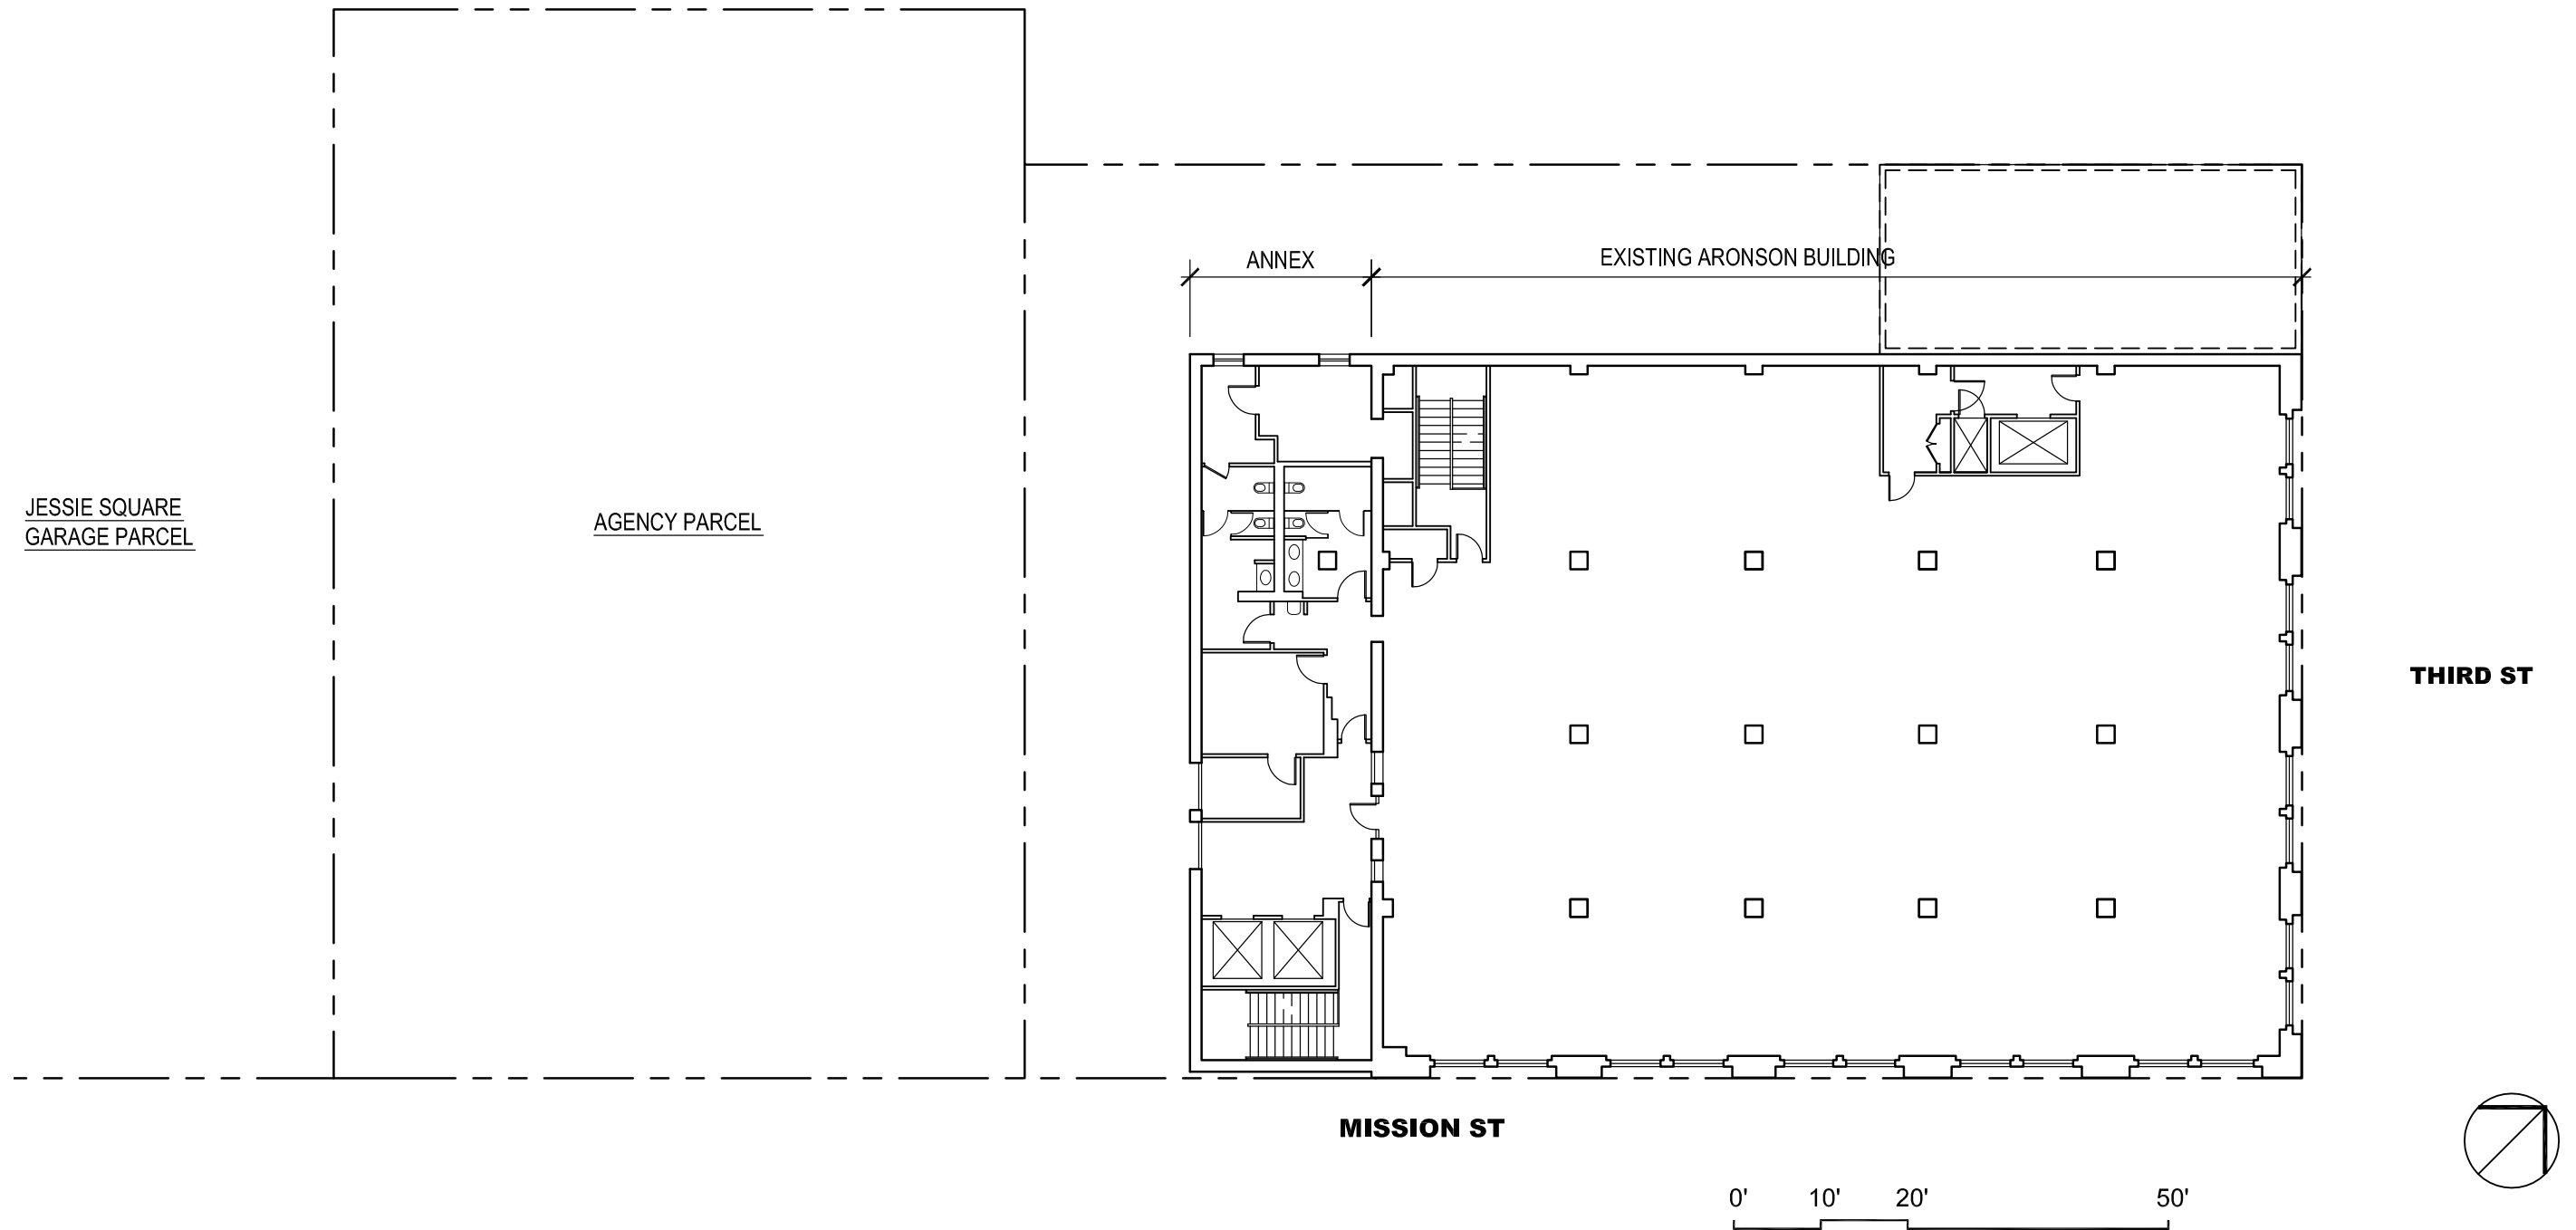 ANNEX
EXISTING ARONSON BUILDING
JESSIE SQUARE
GARAGE PARCEL
AGENCY PARCEL
THIRD ST
MISSION ST
0' 10' 20' 50'